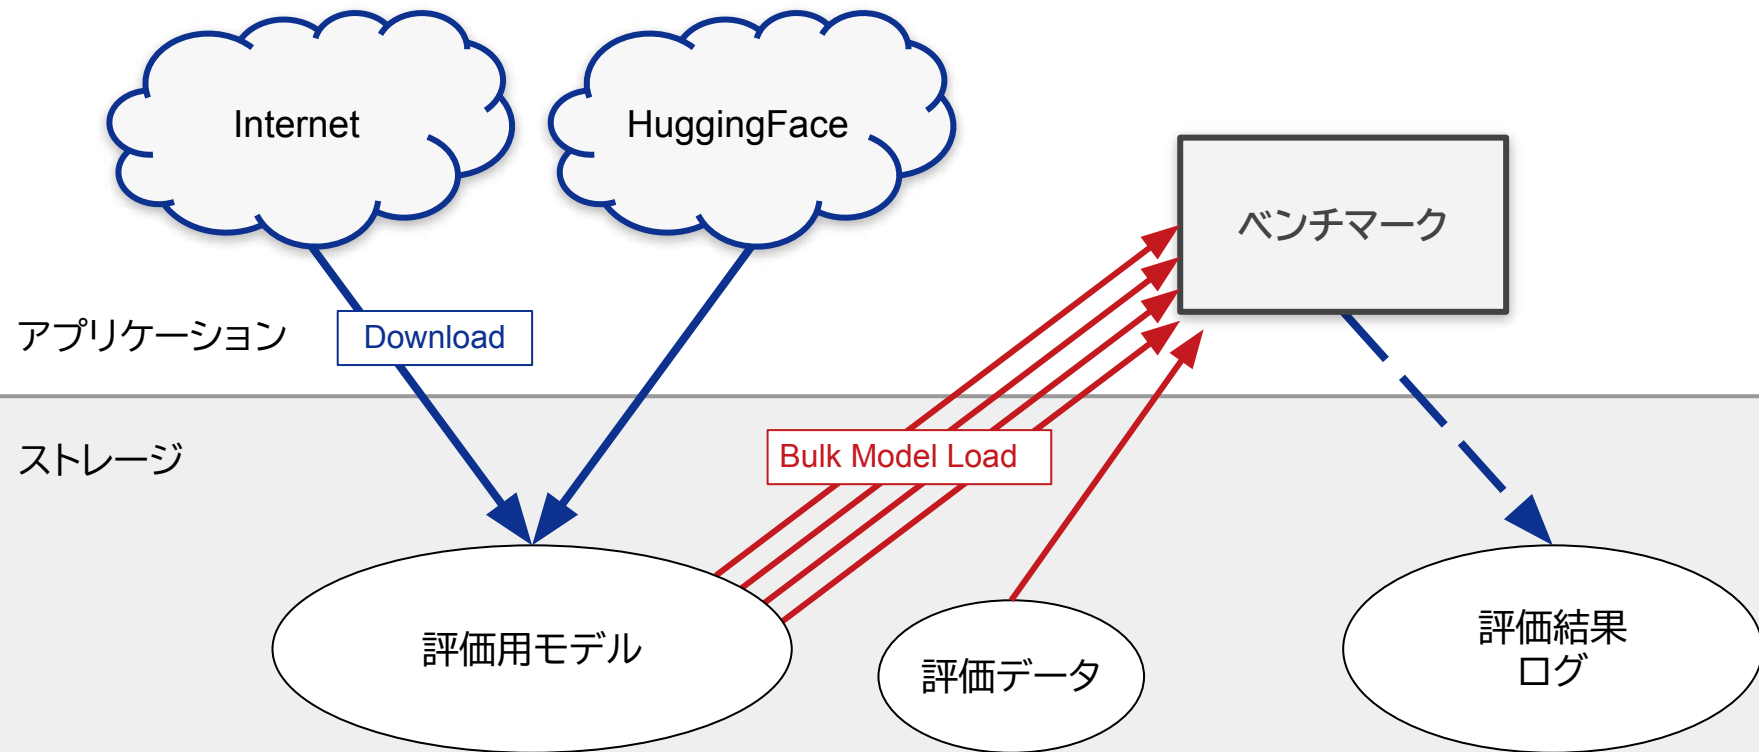 Internet
HuggingFace
ベンチマーク
アプリケーション
Download
ストレージ
Bulk Model Load
評価用モデル
評価データ
評価結果
ログ